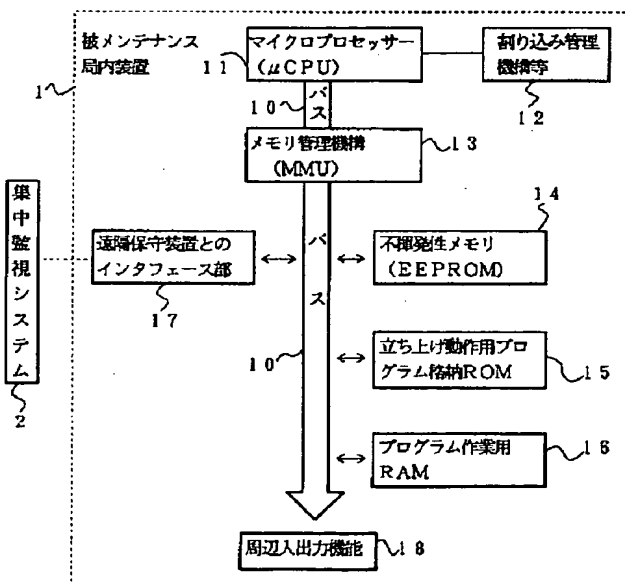 被メンテナンス
局内装置
1
マイクロプロセッサー
(μCPU)
11
割り込み管理
機構等
12
10
バス
メモリ管理機構
(MMU)
13
集中監視システム
2
遠隔保守装置との
インタフェース部
17
バス
10
不揮発性メモリ
(EEPROM)
14
立ち上げ動作用プロ
グラム格納ROM
15
プログラム作業用
RAM
16
周辺入出力機能
18